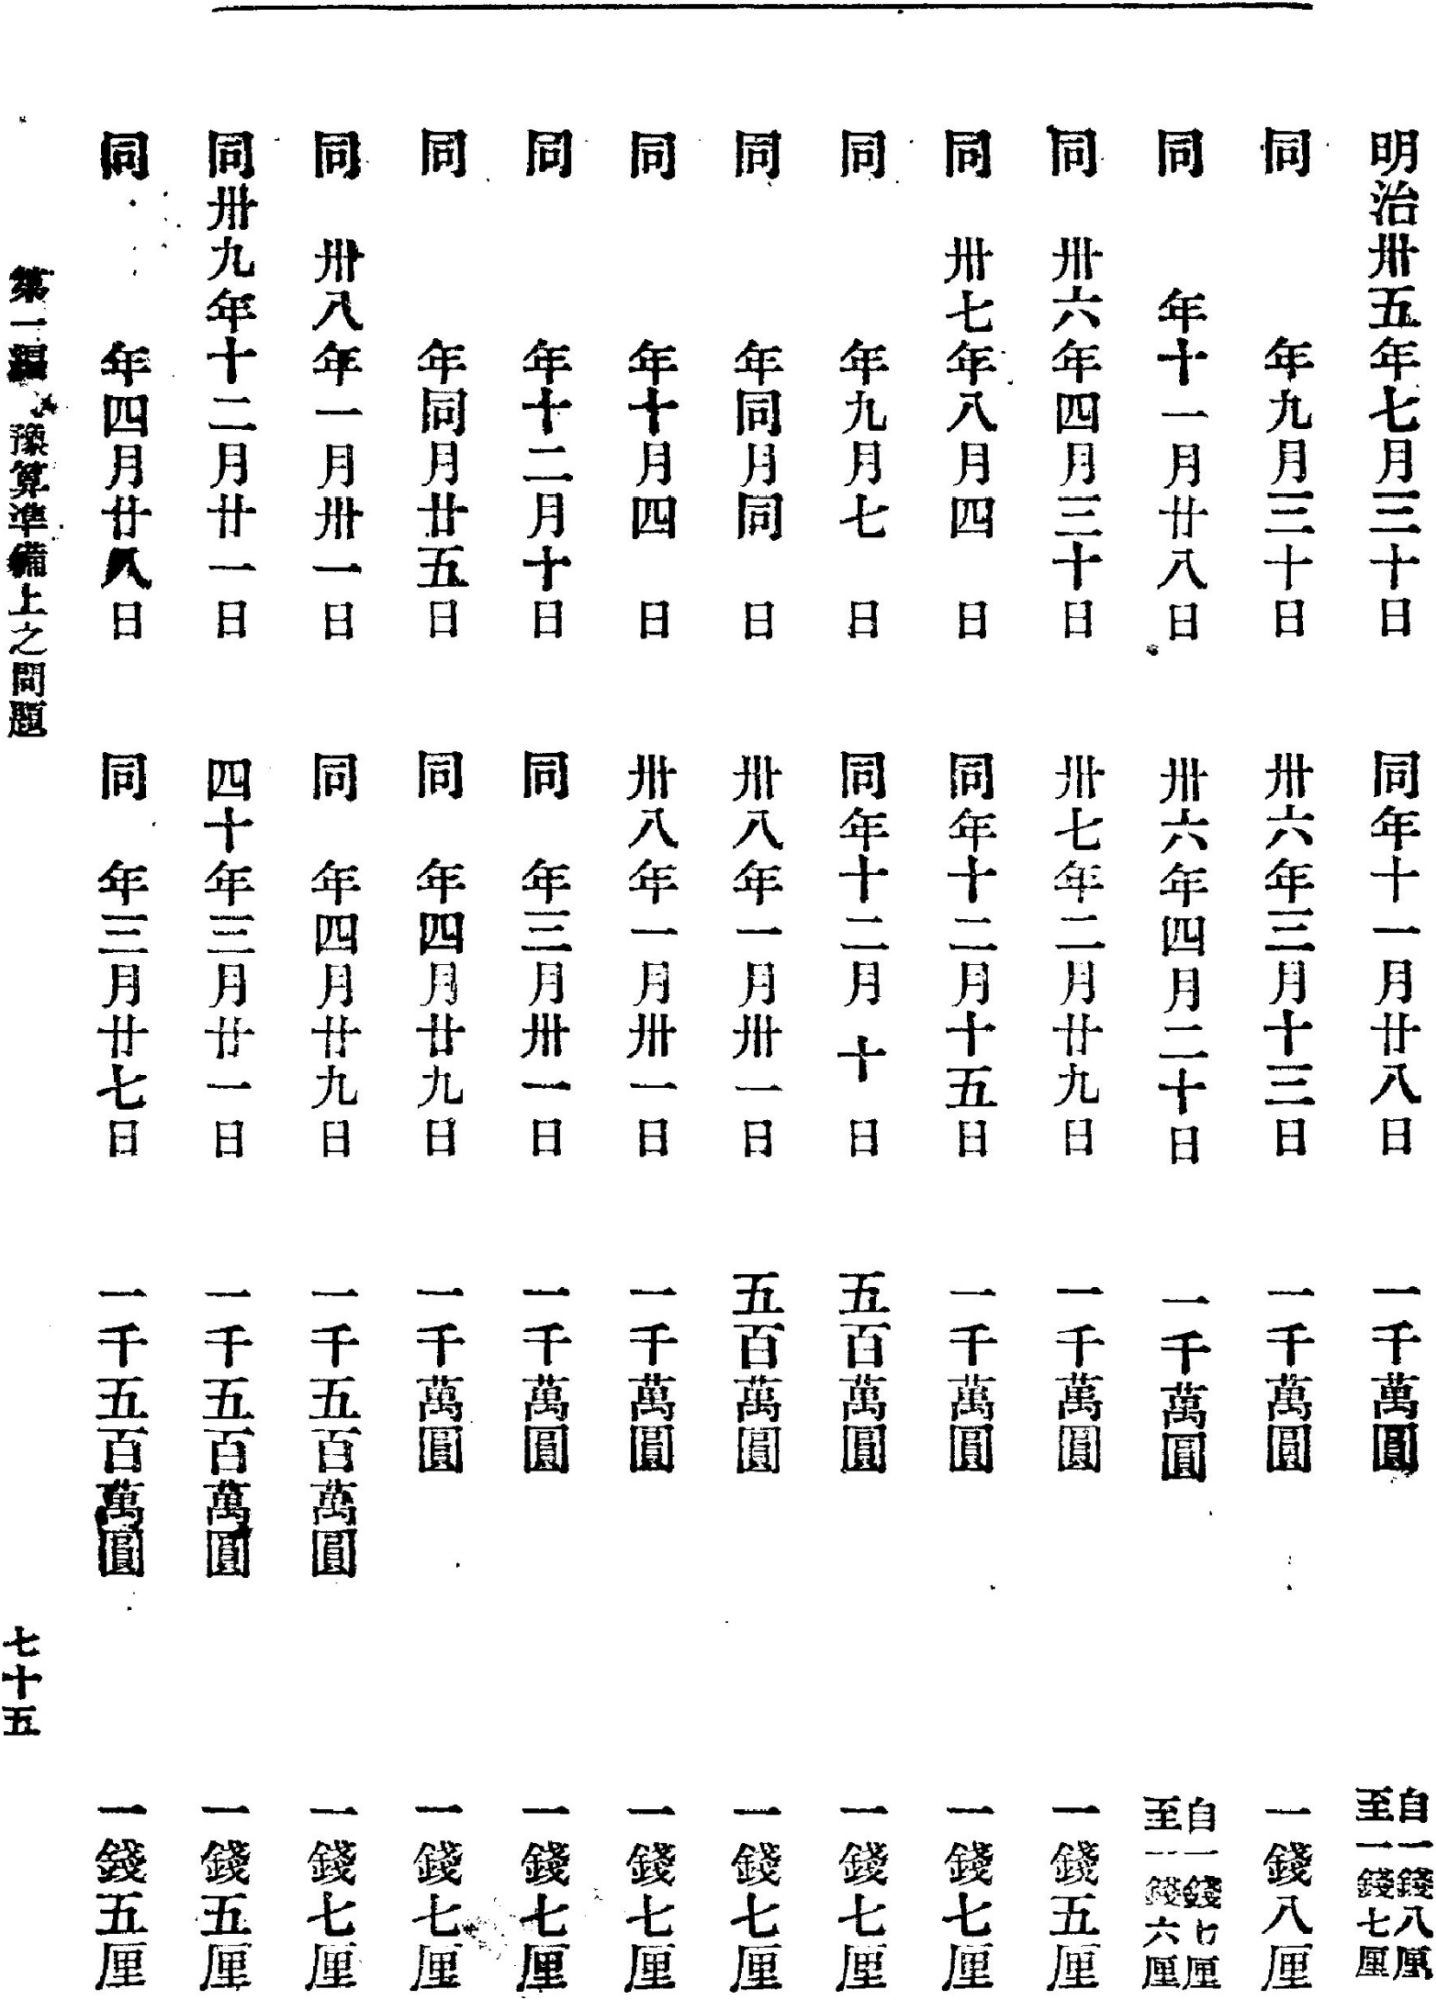 明治卅五年七月三十日　同年十一月廿八日　一千萬圓　自一錢八厘至一錢七厘
同　年九月三十日　卅六年三月十三日　一千萬圓　一錢八厘
同　年十一月廿八日　卅六年四月二十日　一千萬圓　自一錢七厘至一錢六厘
同　卅六年四月三十日　卅七年二月廿九日　一千萬圓　一錢五厘
同　卅七年八月四日　同年十二月十五日　一千萬圓　一錢七厘
同　年九月七日　同年十二月十日　五百萬圓　一錢七厘
同　年同月同日　卅八年一月卅一日　五百萬圓　一錢七厘
同　年十月四日　卅八年一月卅一日　一千萬圓　一錢七厘
同　年十二月十日　同　年三月卅一日　一千萬圓　一錢七厘
同　年同月廿五日　同　年四月廿九日　一千萬圓　一錢七厘
同　卅八年一月卅一日　同　年四月廿九日　一千五百萬圓　一錢七厘
同卅九年十二月廿一日　四十年三月廿一日　一千五百萬圓　一錢五厘
同　年四月廿八日　同　年三月廿七日　一千五百萬圓　一錢五厘
第一編　豫算準備上之問題　七十五